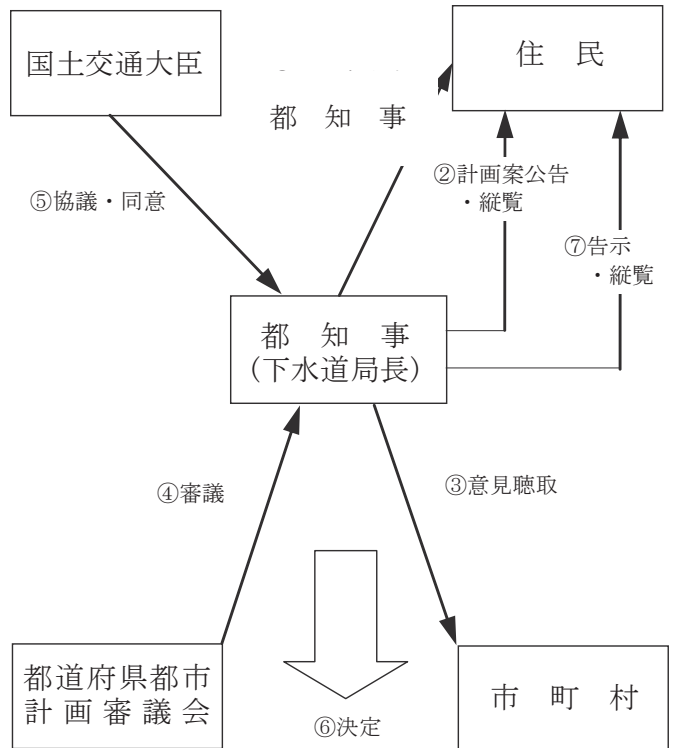 国土交通大臣
住民
都知事
⑤協議・同意
②計画案公告
・縦覧
⑦告示
・縦覧
都知事
(下水道局長)
④審議
③意見聴取
都道府県都市
計画審議会
市町村
⑥決定